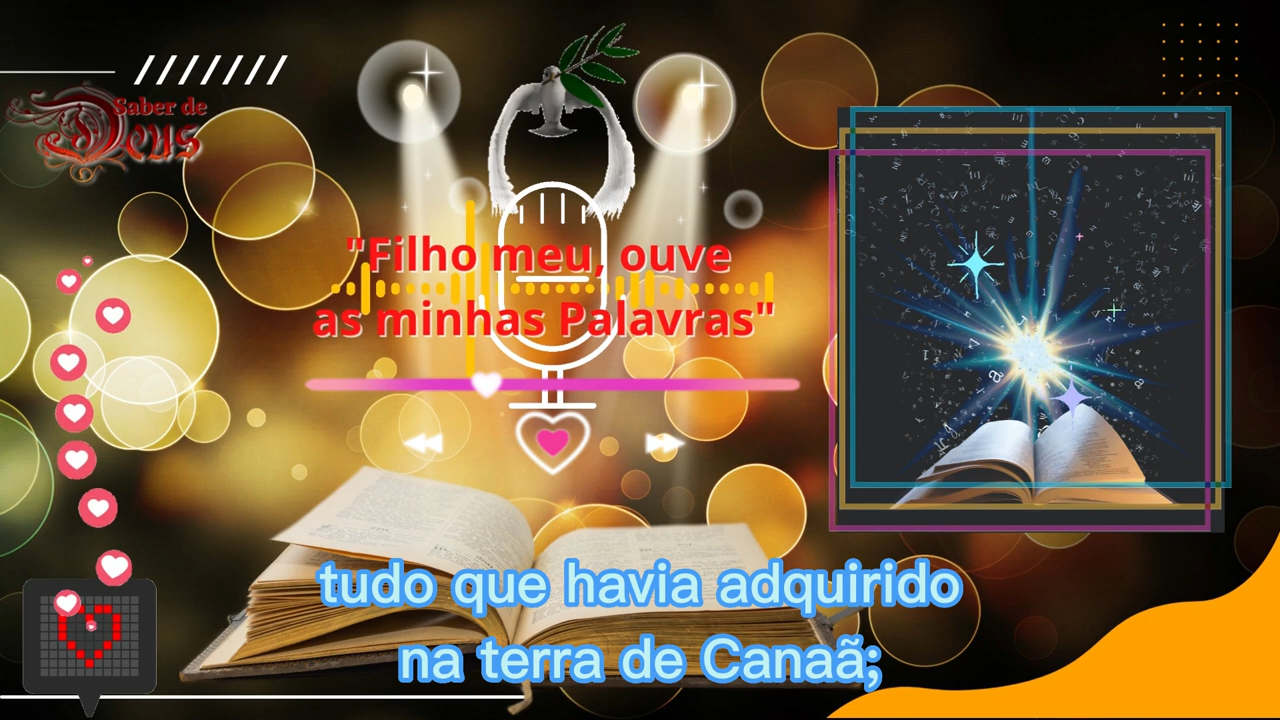 Saber de
Deus
"Filho meu, ouve
as minhas Palavras"
tudo que havia adquirido
na terra de Canaã;